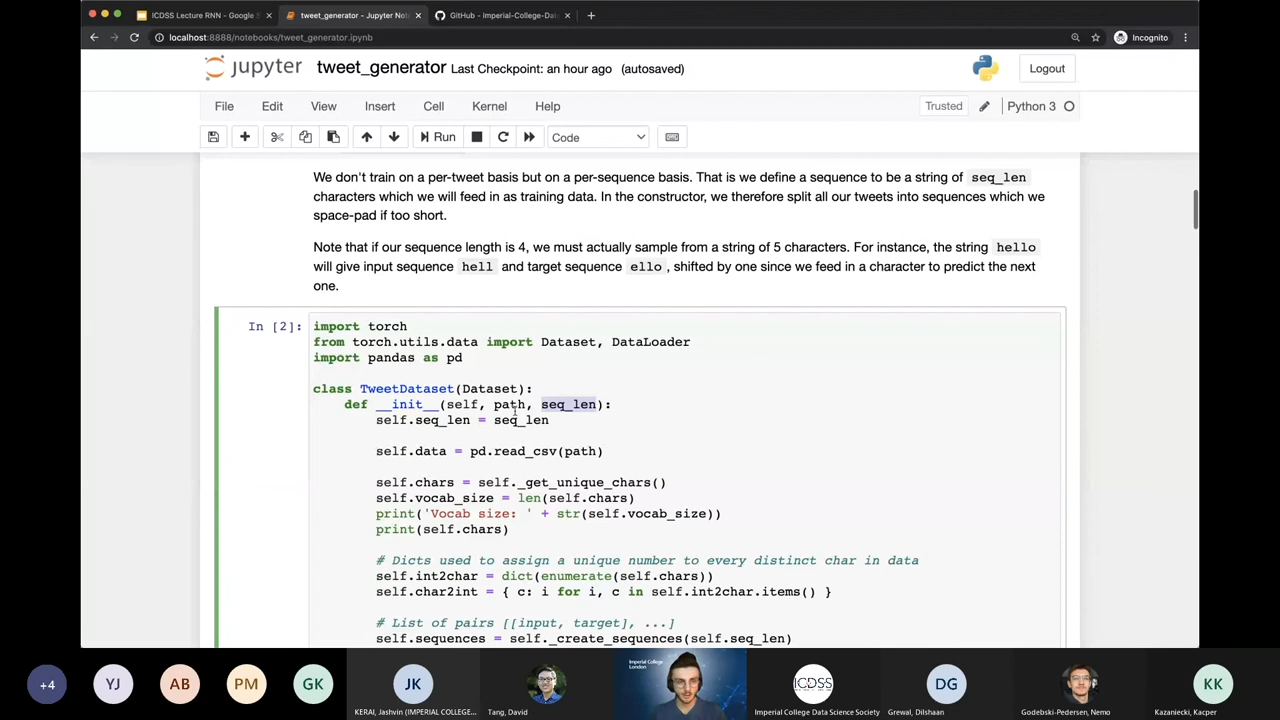 ICDSS Lecture RNN - Google S
tweet_generator - Jupyter Not
GitHub - Imperial-College-Dat
localhost:8888/notebooks/tweet_generator.ipynb
Incognito
jupyter tweet_generator Last Checkpoint: an hour ago (autosaved)
Logout
File Edit View Insert Cell Kernel Help
Trusted
Python 3
Run
Code
We don't train on a per-tweet basis but on a per-sequence basis. That is we define a sequence to be a string of seq_len
characters which we will feed in as training data. In the constructor, we therefore split all our tweets into sequences which we
space-pad if too short.
Note that if our sequence length is 4, we must actually sample from a string of 5 characters. For instance, the string hello
will give input sequence hell and target sequence ello , shifted by one since we feed in a character to predict the next
one.
In [2]:
import torch
from torch.utils.data import Dataset, DataLoader
import pandas as pd
class TweetDataset(Dataset):
def __init__(self, path, seq_len):
self.seq_len = seq_len
self.data = pd.read_csv(path)
self.chars = self._get_unique_chars()
self.vocab_size = len(self.chars)
print('Vocab size: ' + str(self.vocab_size))
print(self.chars)
# Dicts used to assign a unique number to every distinct char in data
self.int2char = dict(enumerate(self.chars))
self.char2int = { c: i for i, c in self.int2char.items() }
# List of pairs [[input, target], ...]
self.sequences = self._create_sequences(self.seq_len)
+4
YJ
AB
PM
GK
JK
KERAI, Jashvin (IMPERIAL COLLEGE...
Tang, David
Imperial College
London
ICDSS
Imperial College Data Science Society
DG
Grewal, Dilshaan
Godebski-Pedersen, Nemo
KK
Kazaniecki, Kacper